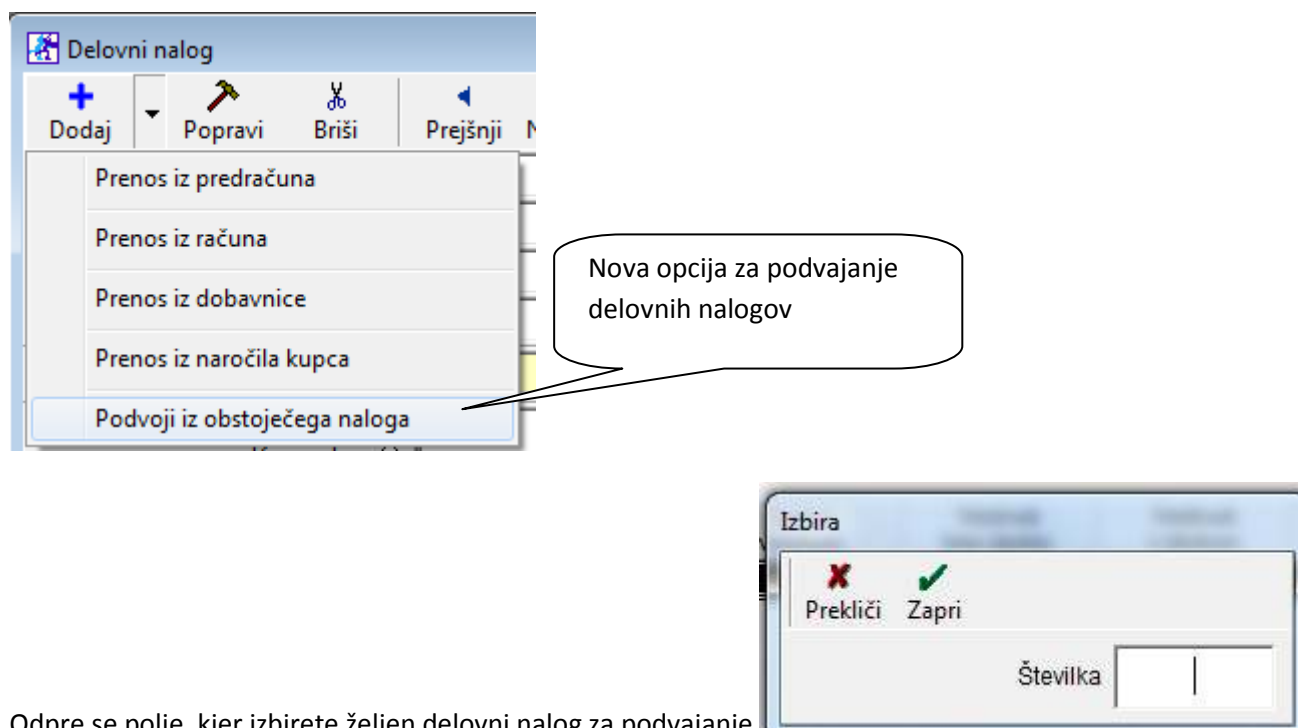 Delovni nalog
Dodaj Popravi Briši Prejšnji
Prenos iz predračuna
Prenos iz računa
Prenos iz dobavnice
Prenos iz naročila kupca
Podvoji iz obstoječega naloga
Nova opcija za podvajanje
delovnih nalogov
Izbira
Prekliči Zapri
Številka
Odpre se polje, kjer izbirete željen delovni nalog za podvajanje